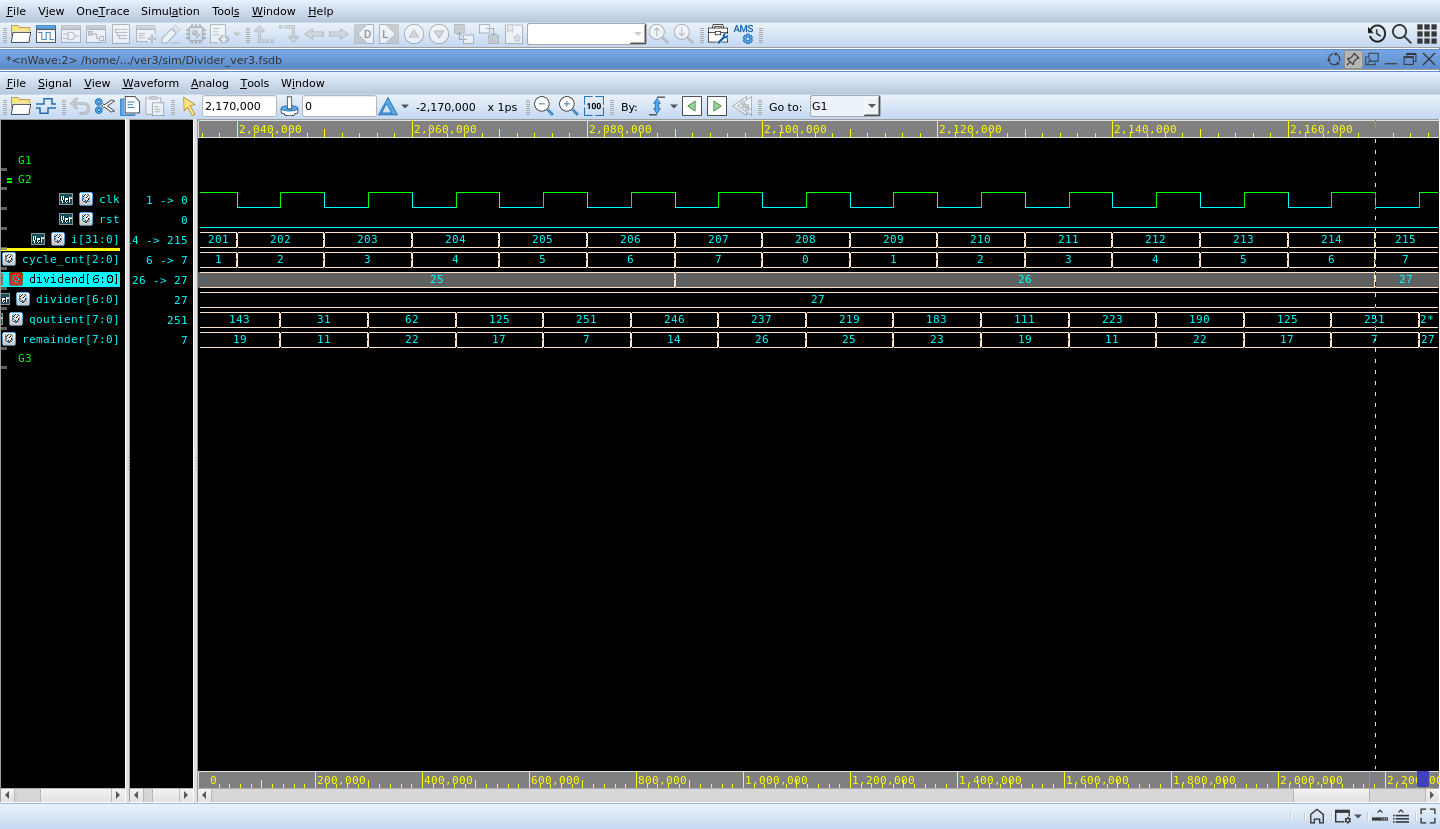 File View OneTrace Simulation Tools Window Help
D L AMS
*<nWave:2> /home/.../ver3/sim/Divider_ver3.fsdb
File Signal View Waveform Analog Tools Window
2,170,000 0 -2,170,000 x 1ps 100 By: Go to: G1
2,040,000 2,060,000 2,080,000 2,100,000 2,120,000 2,140,000 2,160,000
G1
G2
Ver clk 1 -> 0
Ver rst 0
Ver i[31:0] 4 -> 215 201 202 203 204 205 206 207 208 209 210 211 212 213 214 215
cycle_cnt[2:0] 6 -> 7 1 2 3 4 5 6 7 0 1 2 3 4 5 6 7
dividend[6:0] 26 -> 27 25 26 27
divider[6:0] 27 27
qoutient[7:0] 251 143 31 62 125 251 246 237 219 183 111 223 190 125 251 2*
remainder[7:0] 7 19 11 22 17 7 14 26 25 23 19 11 22 17 7 27
G3
0 200,000 400,000 600,000 800,000 1,000,000 1,200,000 1,400,000 1,600,000 1,800,000 2,000,000